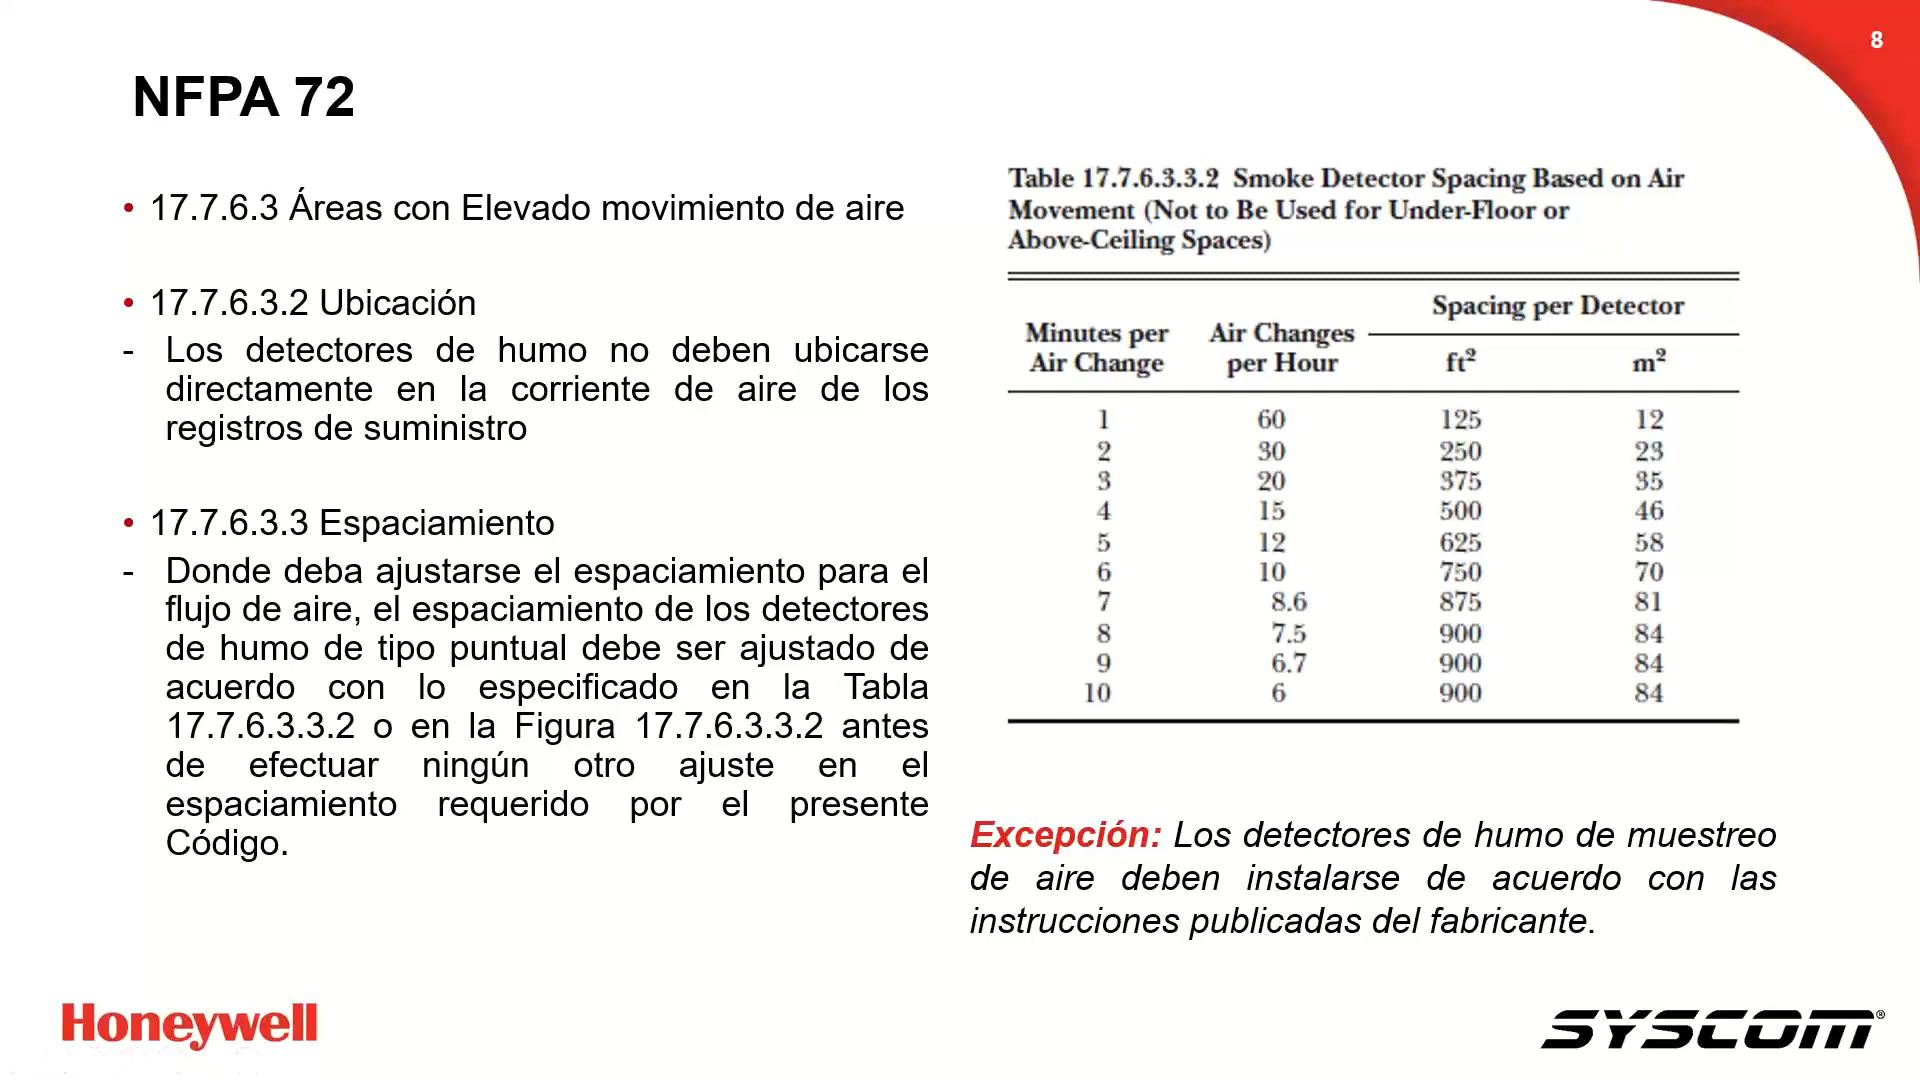 8
NFPA 72
• 17.7.6.3 Áreas con Elevado movimiento de aire
• 17.7.6.3.2 Ubicación
- Los detectores de humo no deben ubicarse
directamente en la corriente de aire de los
registros de suministro
• 17.7.6.3.3 Espaciamiento
- Donde deba ajustarse el espaciamiento para el
flujo de aire, el espaciamiento de los detectores
de humo de tipo puntual debe ser ajustado de
acuerdo con lo especificado en la Tabla
17.7.6.3.3.2 o en la Figura 17.7.6.3.3.2 antes
de efectuar ningún otro ajuste en el
espaciamiento requerido por el presente
Código.
Table 17.7.6.3.3.2 Smoke Detector Spacing Based on Air
Movement (Not to Be Used for Under-Floor or
Above-Ceiling Spaces)
Spacing per Detector
Minutes per Air Changes
Air Change per Hour ft² m²
1 60 125 12
2 30 250 23
3 20 375 35
4 15 500 46
5 12 625 58
6 10 750 70
7 8.6 875 81
8 7.5 900 84
9 6.7 900 84
10 6 900 84
Excepción: Los detectores de humo de muestreo
de aire deben instalarse de acuerdo con las
instrucciones publicadas del fabricante.
Honeywell
SYSCOM®